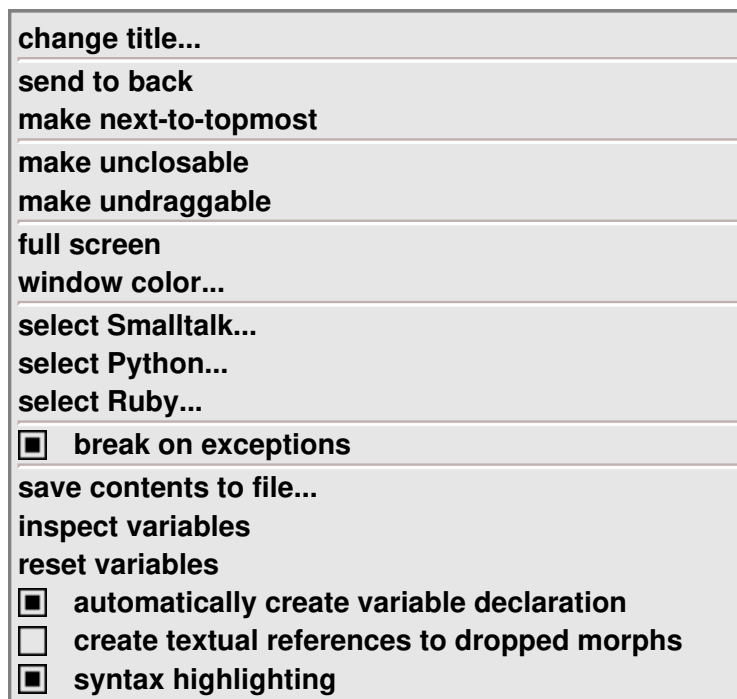 change title...
send to back
make next-to-topmost
make unclosable
make undraggable
full screen
window color...
select Smalltalk...
select Python...
select Ruby...
break on exceptions
save contents to file...
inspect variables
reset variables
automatically create variable declaration
create textual references to dropped morphs
syntax highlighting